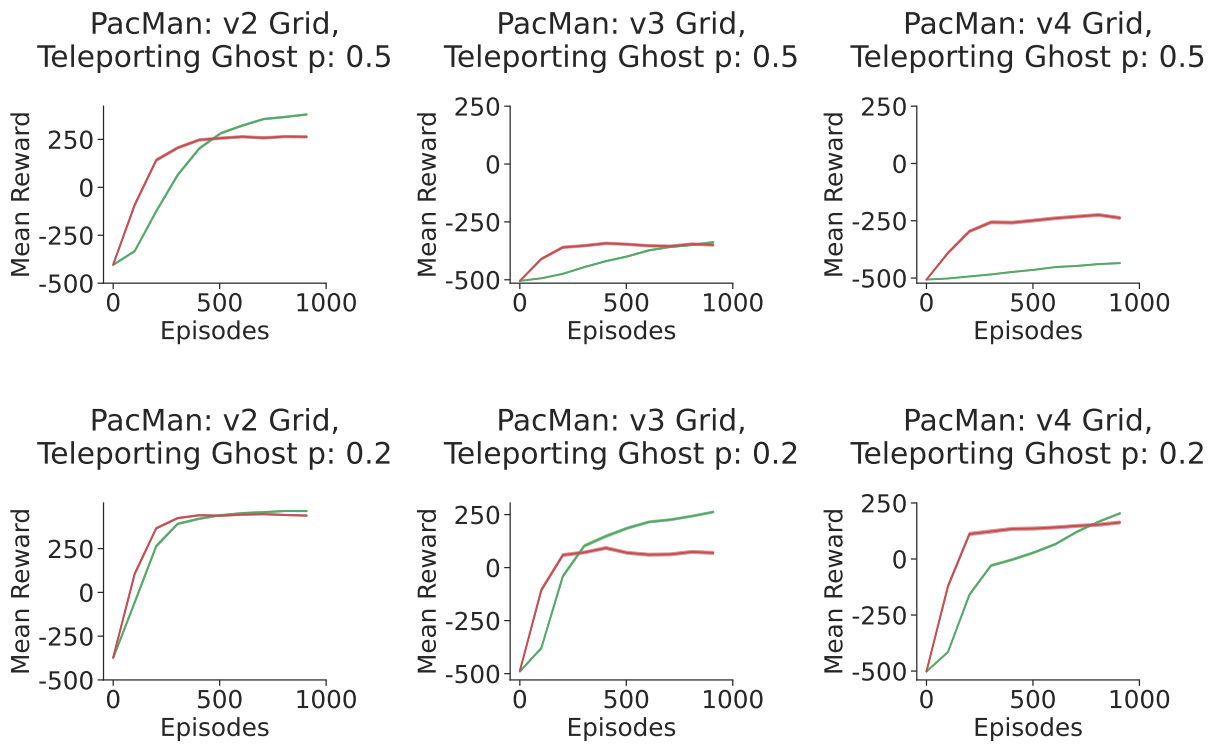 PacMan: v2 Grid,
Teleporting Ghost p: 0.5
250
0
-250
-500
Mean Reward
0
500
1000
Episodes
PacMan: v3 Grid,
Teleporting Ghost p: 0.5
250
0
-250
-500
Mean Reward
0
500
1000
Episodes
PacMan: v4 Grid,
Teleporting Ghost p: 0.5
250
0
-250
-500
Mean Reward
0
500
1000
Episodes
PacMan: v2 Grid,
Teleporting Ghost p: 0.2
250
0
-250
-500
Mean Reward
0
500
1000
Episodes
PacMan: v3 Grid,
Teleporting Ghost p: 0.2
250
0
-250
-500
Mean Reward
0
500
1000
Episodes
PacMan: v4 Grid,
Teleporting Ghost p: 0.2
250
0
-250
-500
Mean Reward
0
500
1000
Episodes